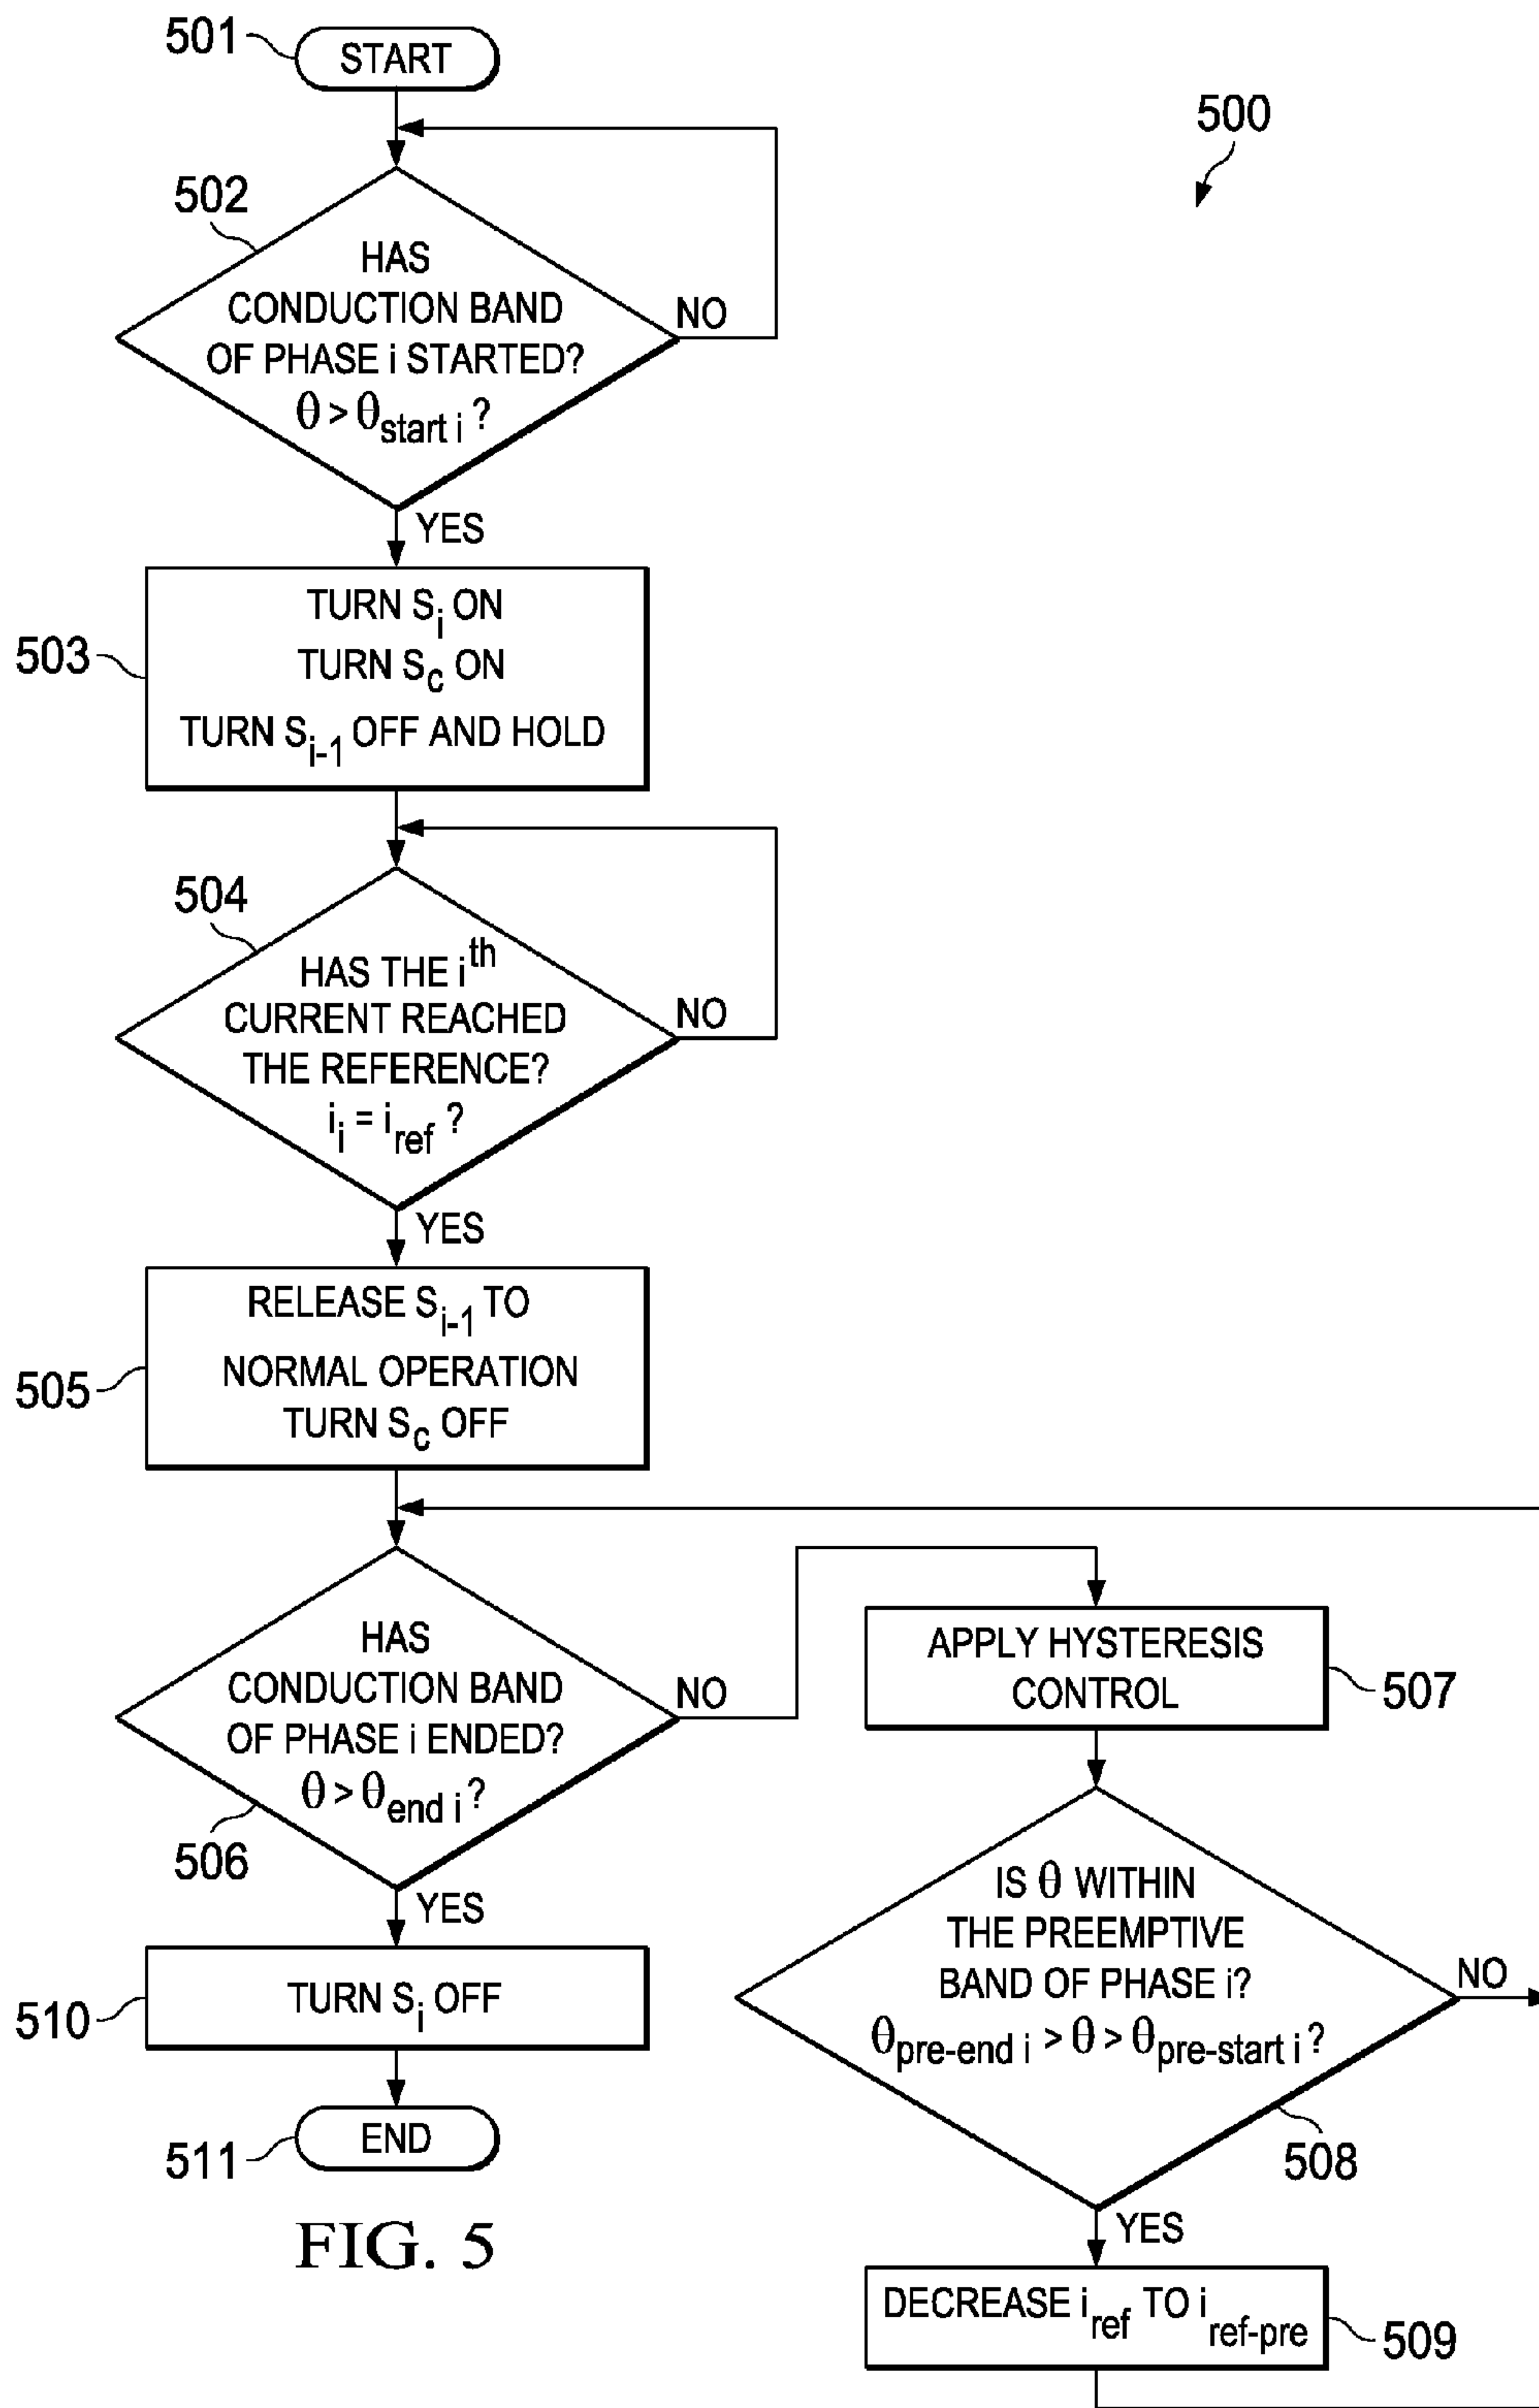 501
START
500
502
HAS
CONDUCTION BAND
OF PHASE i STARTED?
θ > θstart i ?
NO
YES
503
TURN Si ON
TURN Sc ON
TURN Si-1 OFF AND HOLD
504
HAS THE ith
CURRENT REACHED
THE REFERENCE?
ii = iref ?
NO
YES
505
RELEASE Si-1 TO
NORMAL OPERATION
TURN Sc OFF
506
HAS
CONDUCTION BAND
OF PHASE i ENDED?
θ > θend i ?
NO
YES
APPLY HYSTERESIS
CONTROL
507
IS θ WITHIN
THE PREEMPTIVE
BAND OF PHASE i?
θpre-end i > θ > θpre-start i ?
NO
508
YES
DECREASE iref TO iref-pre
509
510
TURN Si OFF
511
END
FIG. 5